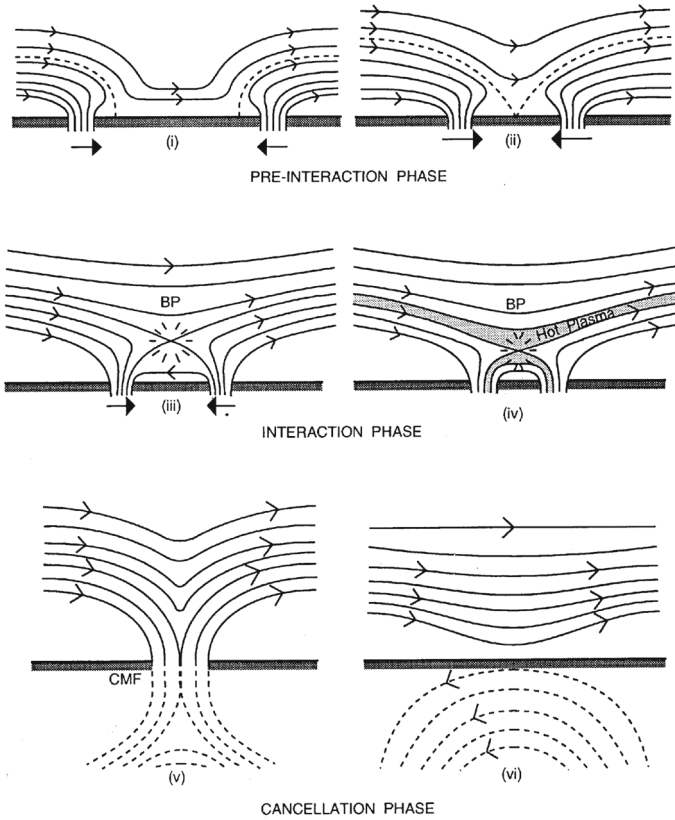 (i)
(ii)
PRE-INTERACTION PHASE
BP
BP
Hot Plasma
(iii)
(iv)
INTERACTION PHASE
CMF
(v)
(vi)
CANCELLATION PHASE